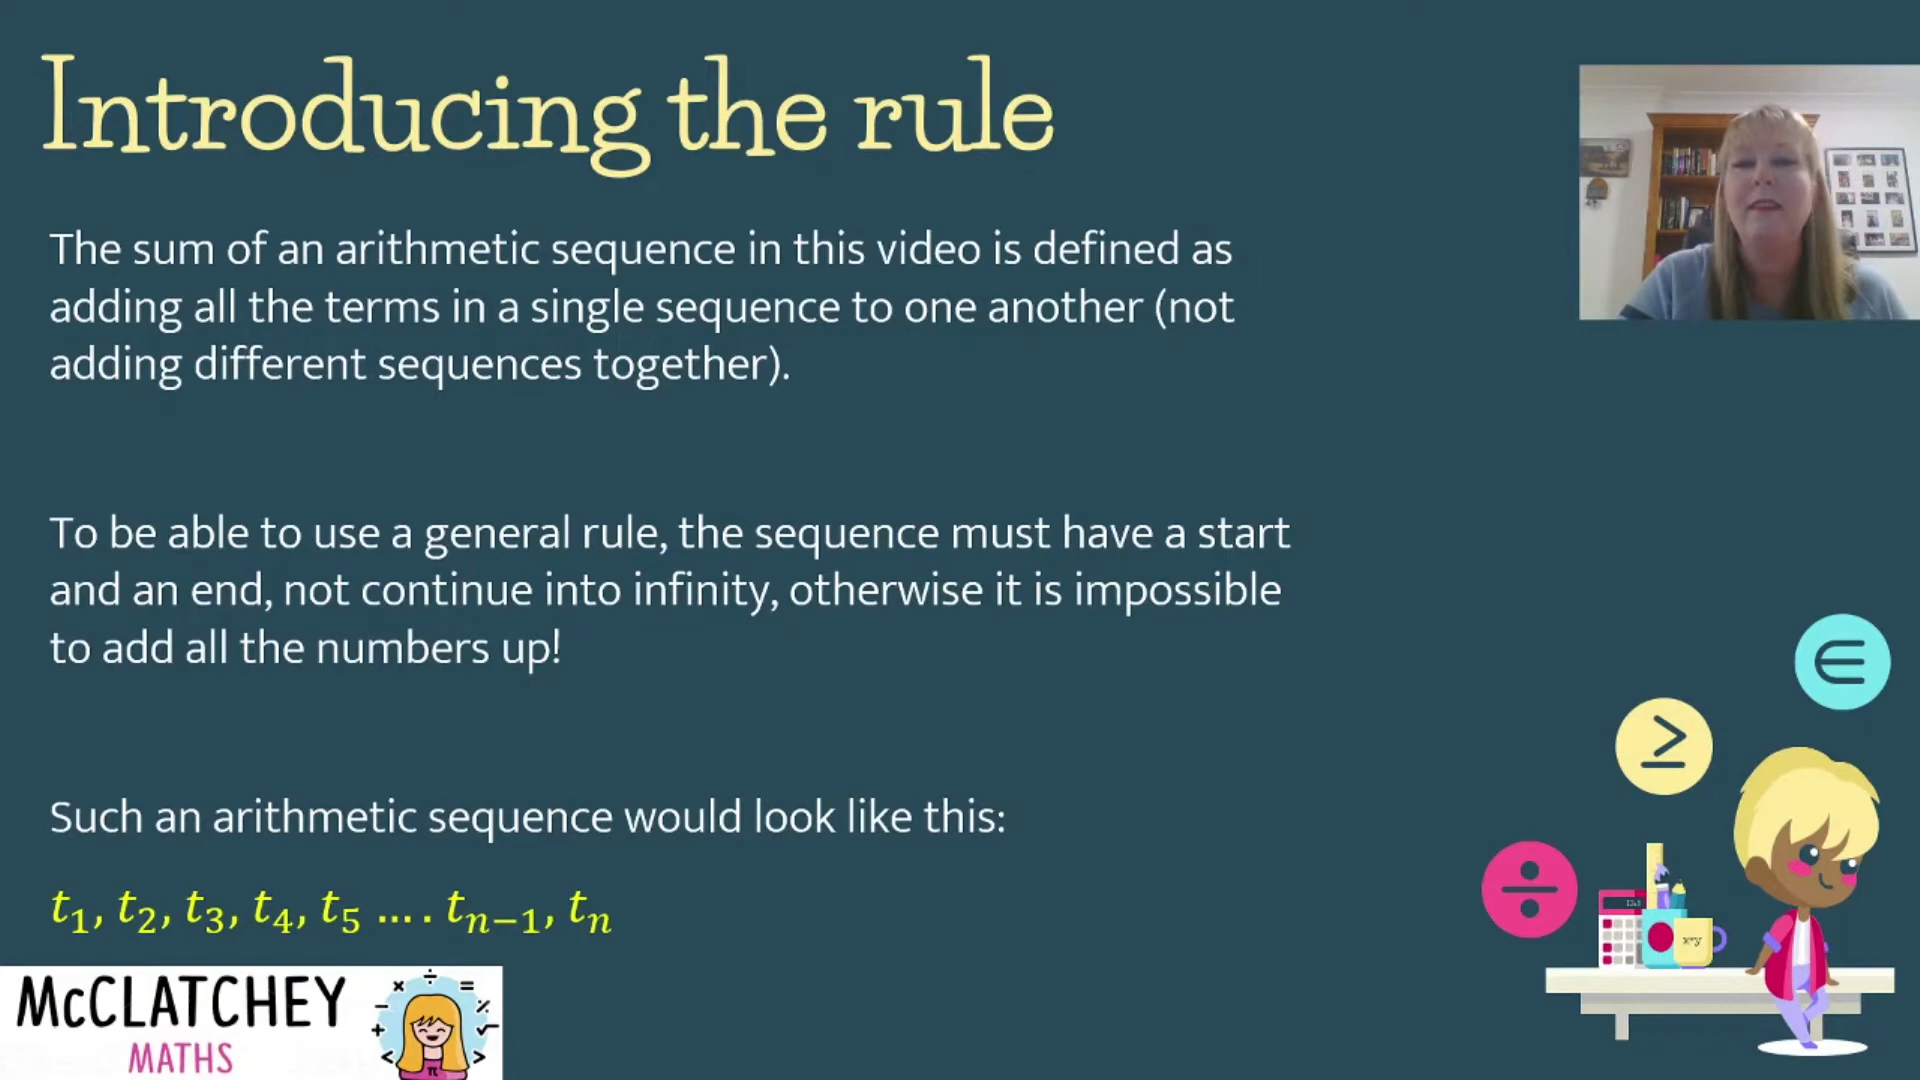 Introducing the rule
The sum of an arithmetic sequence in this video is defined as
adding all the terms in a single sequence to one another (not
adding different sequences together).
To be able to use a general rule, the sequence must have a start
and an end, not continue into infinity, otherwise it is impossible
to add all the numbers up!
Such an arithmetic sequence would look like this:
t₁, t₂, t₃, t₄, t₅ …. tₙ₋₁, tₙ
∈
≥
÷
x+y
McCLATCHEY
MATHS
π